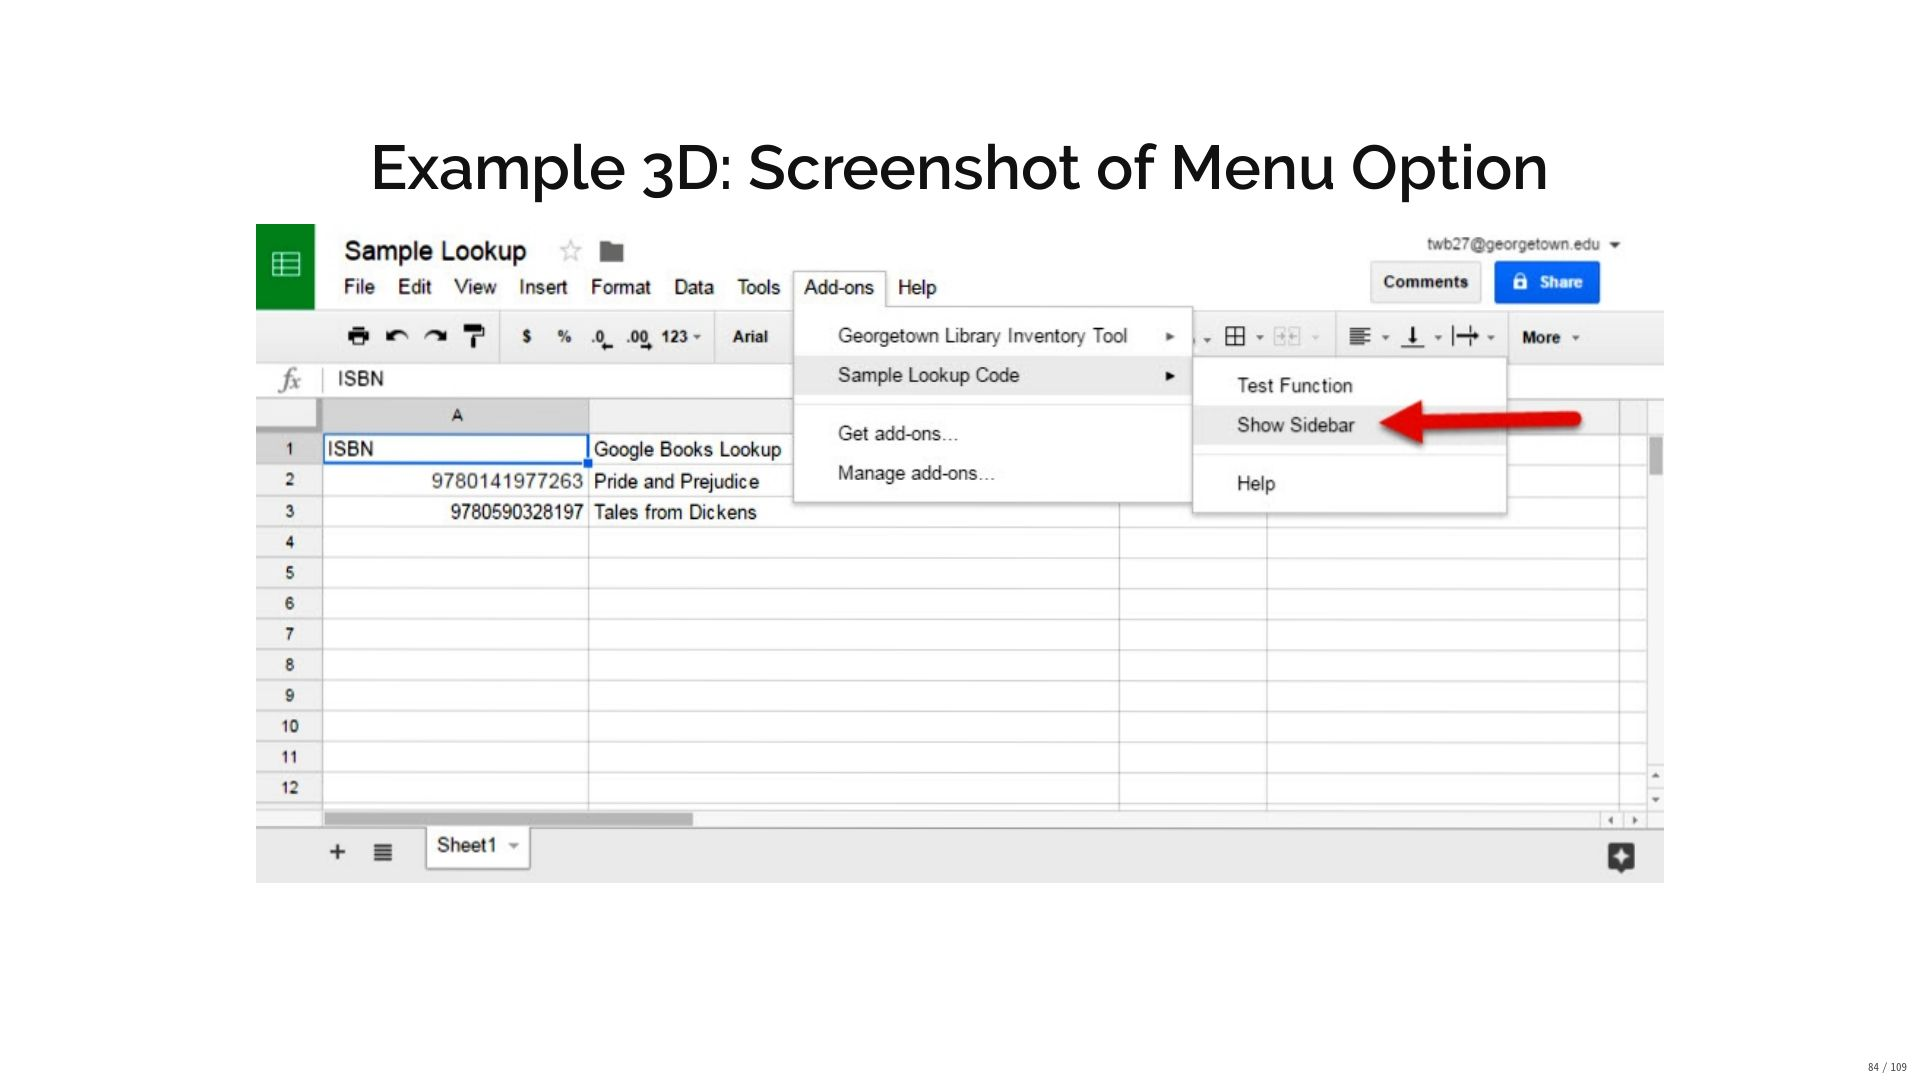 Example 3D: Screenshot of Menu Option
Sample Lookup
twb27@georgetown.edu
File Edit View Insert Format Data Tools Add-ons Help
Comments Share
$ % .0 .00 123 Arial More
Georgetown Library Inventory Tool
Sample Lookup Code
Get add-ons...
Manage add-ons...
Test Function
Show Sidebar
Help
fx ISBN
A
1 ISBN Google Books Lookup
2 9780141977263 Pride and Prejudice
3 9780590328197 Tales from Dickens
4
5
6
7
8
9
10
11
12
Sheet1
84 / 109